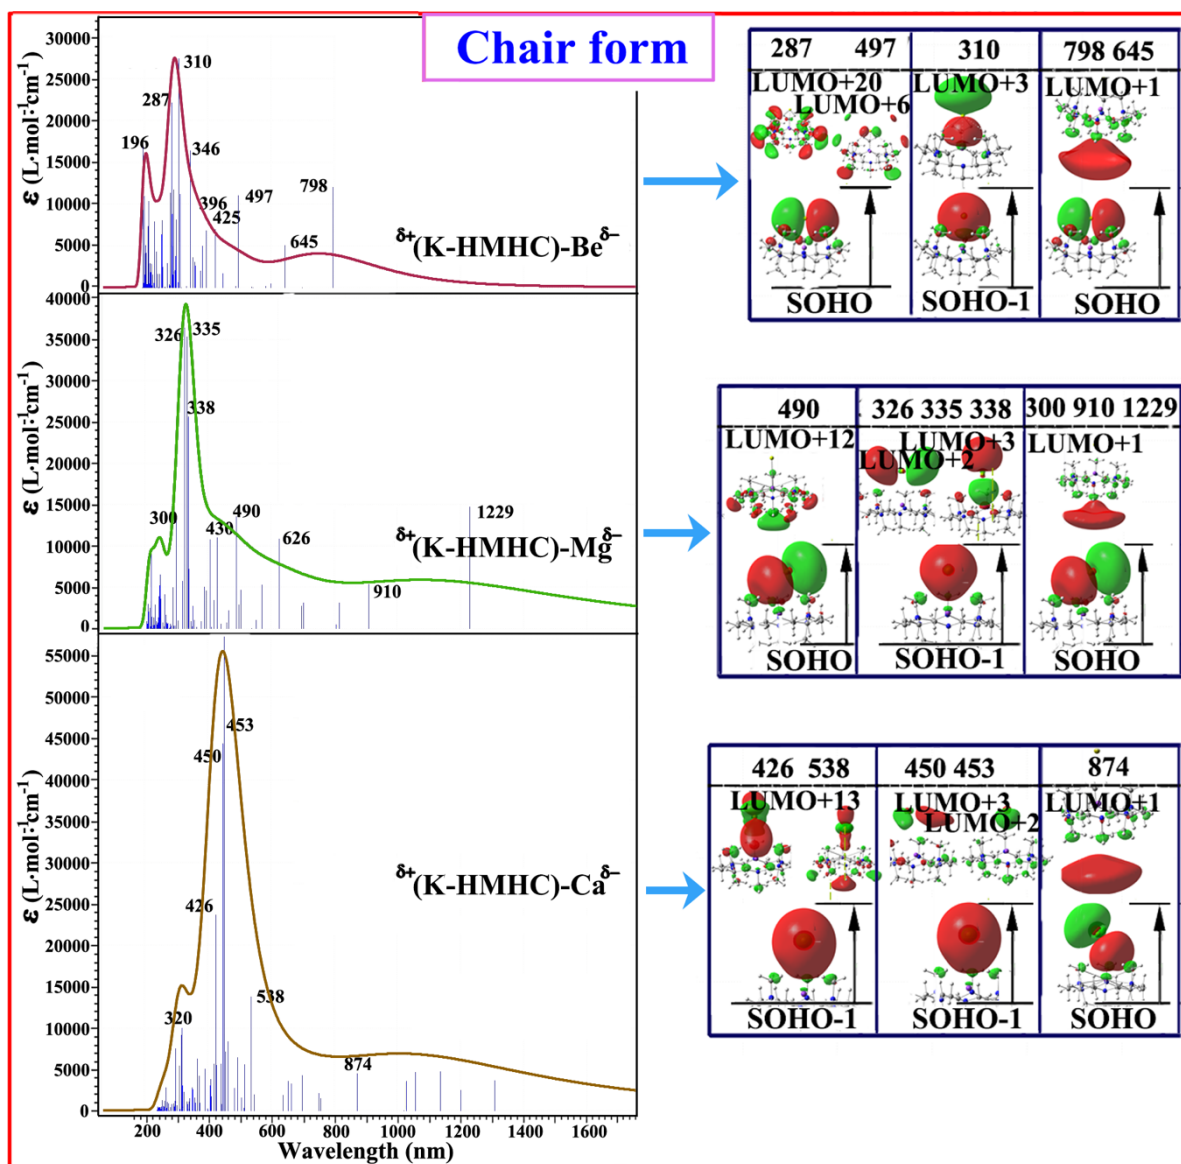 Chair form
ε (L·mol⁻¹cm⁻¹)
30000
25000
20000
15000
10000
5000
0
310
287
196
346
396
425
497
645
798
δ+(K-HMHC)-Beδ−
287 497 310 798 645
LUMO+20 LUMO+3 LUMO+1
LUMO+6
SOHO SOHO-1 SOHO
ε (L·mol⁻¹cm⁻¹)
40000
35000
30000
25000
20000
15000
10000
5000
0
326
335
338
300
430
490
626
910
1229
δ+(K-HMHC)-Mgδ−
490 326 335 338 300 910 1229
LUMO+12 LUMO+3 LUMO+1
LUMO+2
SOHO SOHO-1 SOHO
ε (L·mol⁻¹cm⁻¹)
55000
50000
45000
40000
35000
30000
25000
20000
15000
10000
5000
0
453
450
426
538
320
874
δ+(K-HMHC)-Caδ−
426 538 450 453 874
LUMO+13 LUMO+3 LUMO+1
LUMO+2
SOHO-1 SOHO-1 SOHO
200 400 600 800 1000 1200 1400 1600
Wavelength (nm)